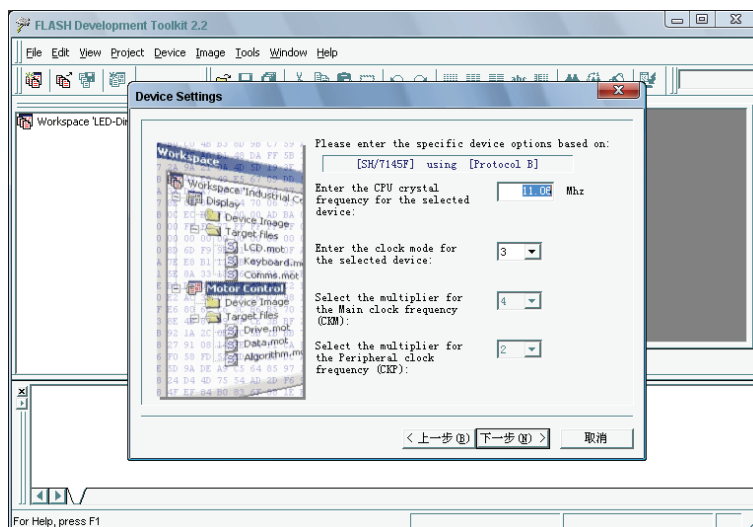 FLASH Development Toolkit 2.2
File Edit View Project Device Image Tools Window Help
abc
Device Settings
Workspace 'LED-Dir
Workspace
Workspace:"Industrial Co
Display
Device Image
Target files
LCD.mot
Keyboard.m
Comms.mot
Motor Control
Device Image
Target files
Drive.mot
Data.mot
Algorithm.mo
Please enter the specific device options based on:
[SH/7145F] using [Protocol B]
Enter the CPU crystal
frequency for the selected
device:
Mhz
Enter the clock mode for
the selected device:
3
Select the multiplier for
the Main clock frequency
(CKM):
4
Select the multiplier for
the Peripheral clock
frequency (CKP):
2
< 上一步(B)
下一步(N) >
取消
For Help, press F1